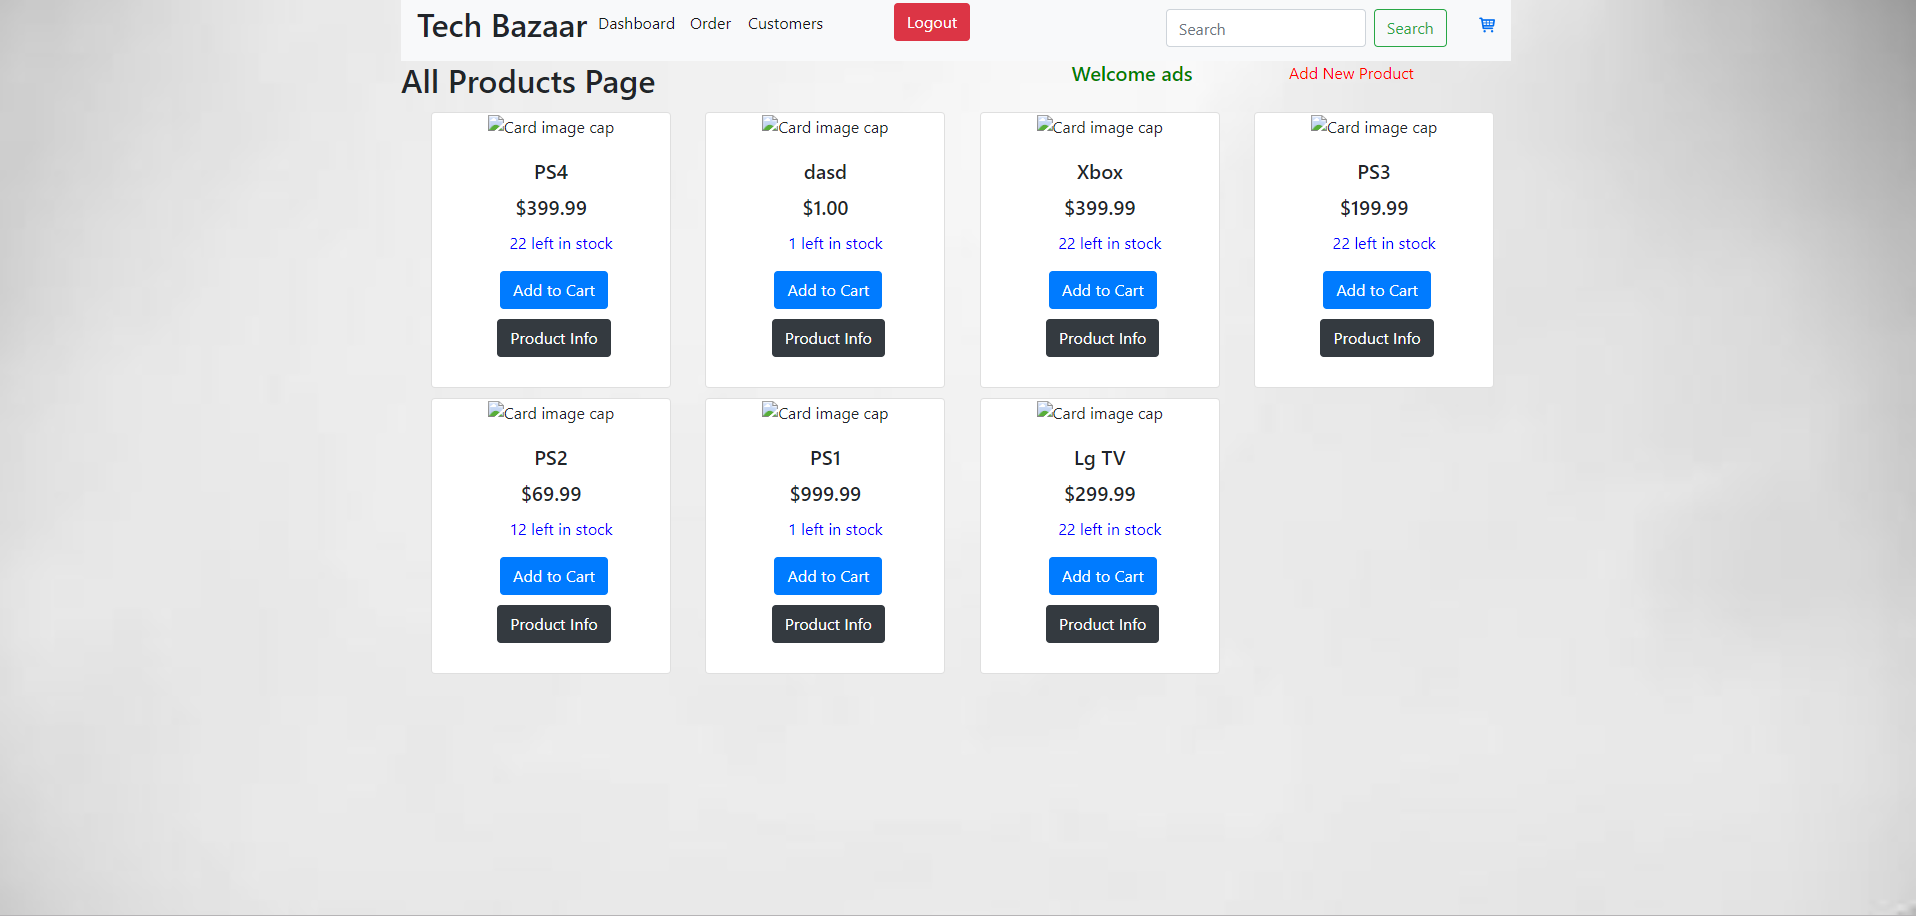 Tech Bazaar Dashboard Order Customers Logout Search Search
All Products Page Welcome ads Add New Product
Card image cap Card image cap Card image cap Card image cap
PS4 dasd Xbox PS3
$399.99 $1.00 $399.99 $199.99
22 left in stock 1 left in stock 22 left in stock 22 left in stock
Add to Cart Add to Cart Add to Cart Add to Cart
Product Info Product Info Product Info Product Info
Card image cap Card image cap Card image cap
PS2 PS1 Lg TV
$69.99 $999.99 $299.99
12 left in stock 1 left in stock 22 left in stock
Add to Cart Add to Cart Add to Cart
Product Info Product Info Product Info